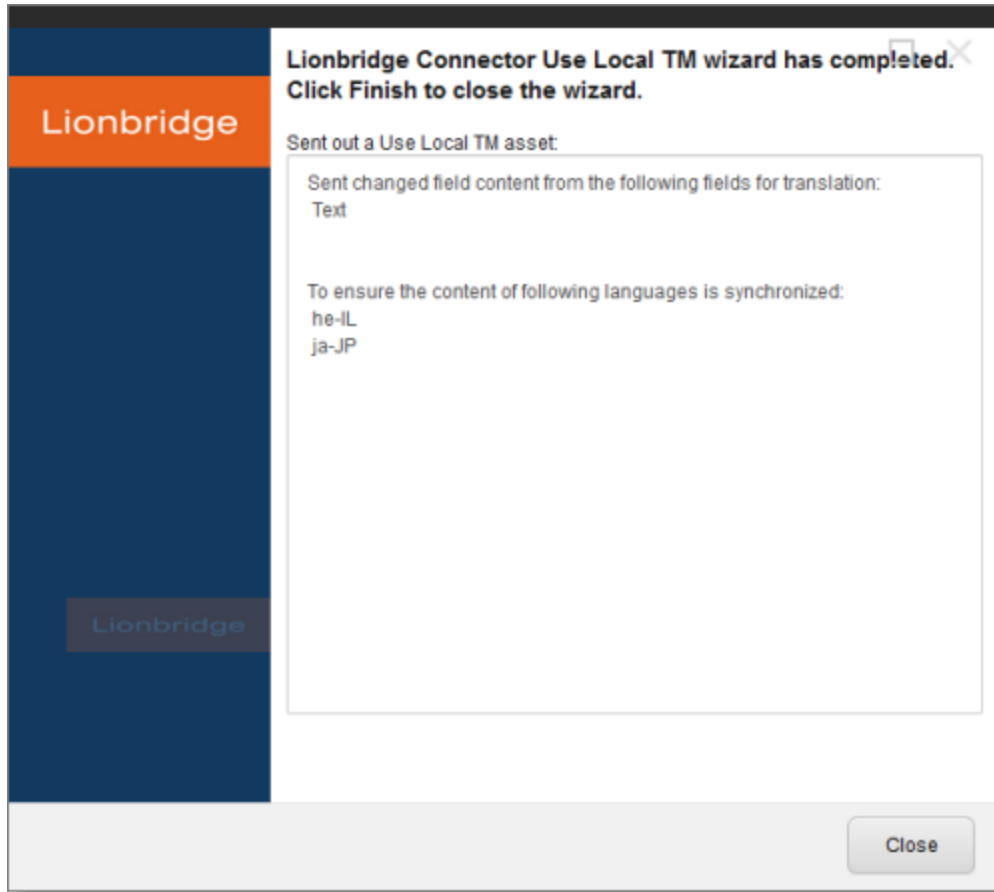 Lionbridge Connector Use Local TM wizard has completed.
Click Finish to close the wizard.
Lionbridge
Sent out a Use Local TM asset:
Sent changed field content from the following fields for translation:
Text
To ensure the content of following languages is synchronized:
he-IL
ja-JP
Lionbridge
Close